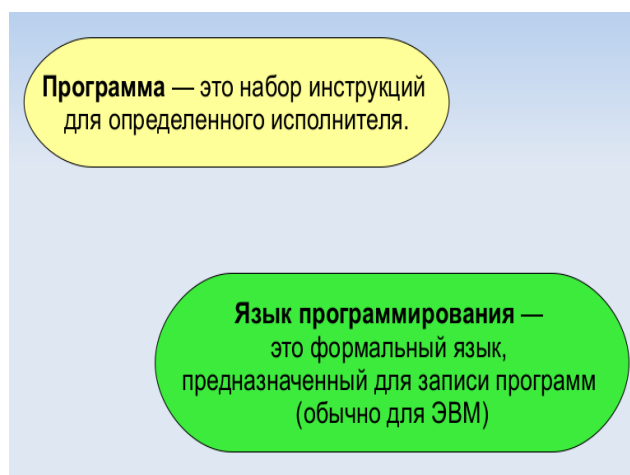 Программа — это набор инструкций
для определенного исполнителя.
Язык программирования —
это формальный язык,
предназначенный для записи программ
(обычно для ЭВМ)